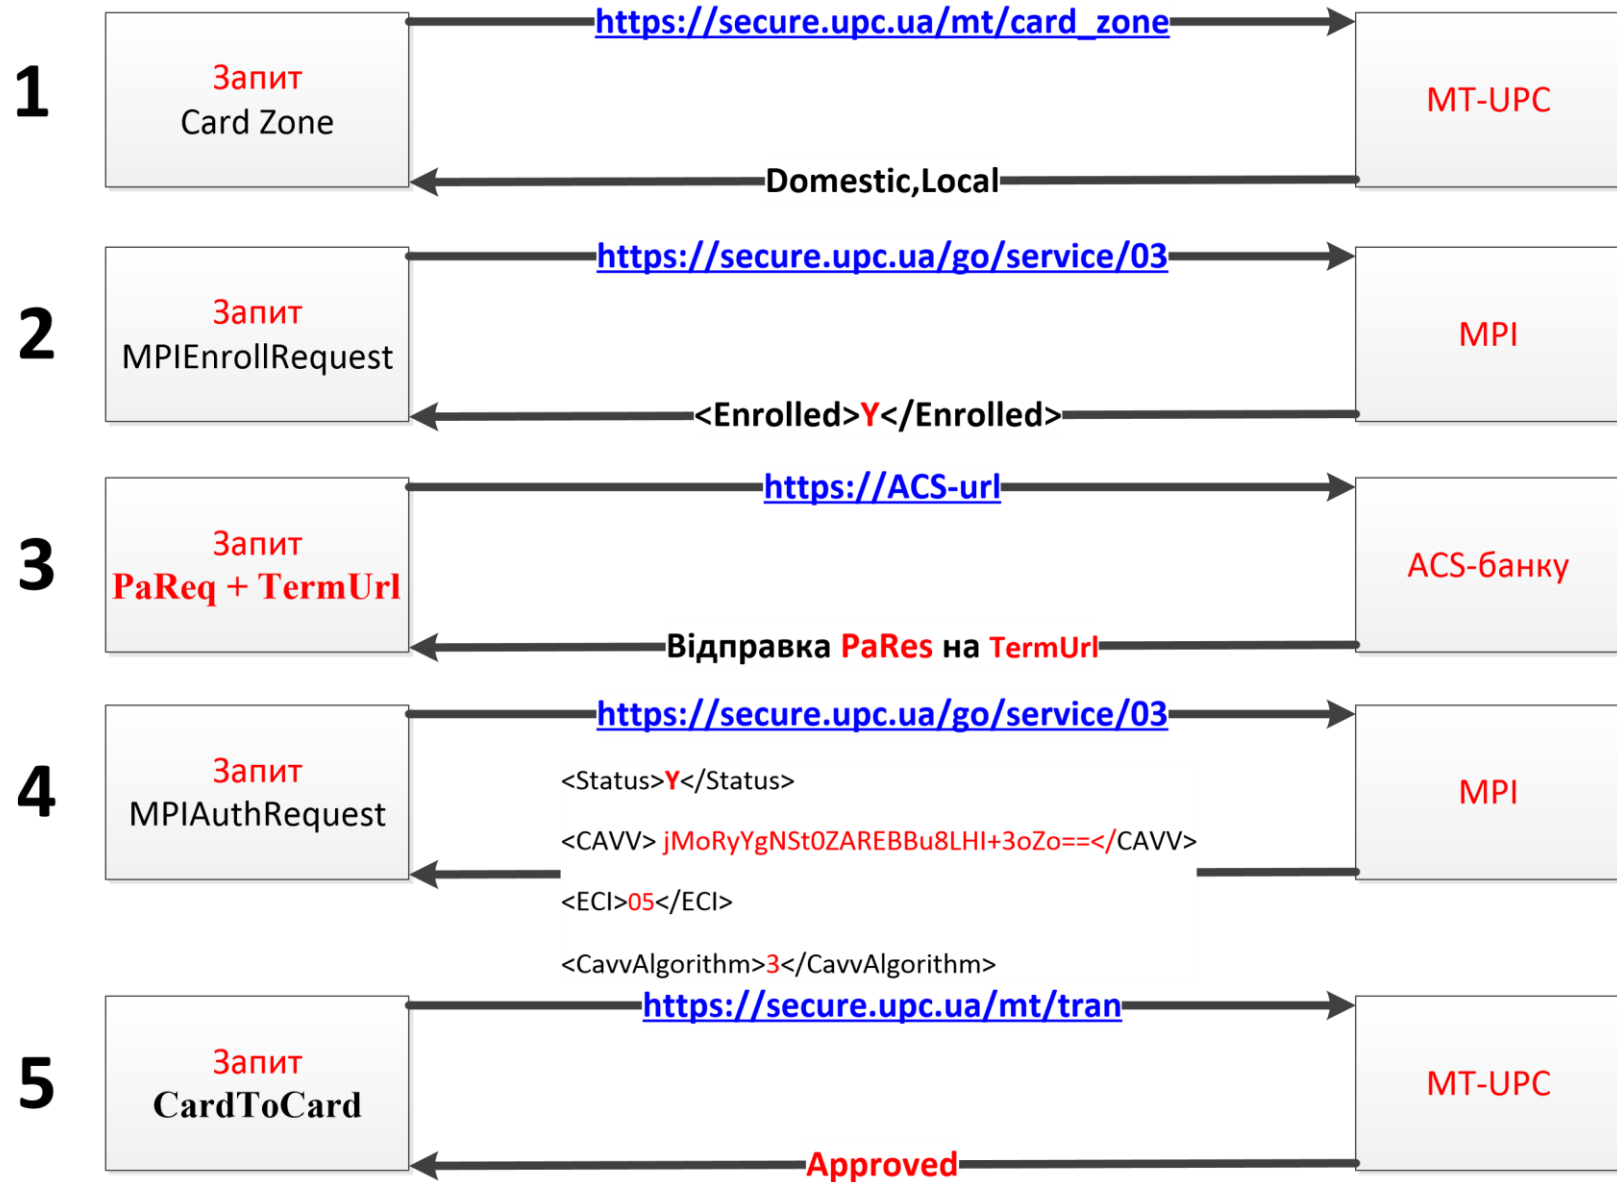 https://secure.upc.ua/mt/card_zone
1
Запит
Card Zone
MT-UPC
Domestic,Local
https://secure.upc.ua/go/service/03
2
Запит
MPIEnrollRequest
MPI
<Enrolled>Y</Enrolled>
https://ACS-url
3
Запит
PaReq + TermUrl
ACS-банку
Відправка PaRes на TermUrl
https://secure.upc.ua/go/service/03
4
Запит
MPIAuthRequest
MPI
<Status>Y</Status>
<CAVV> jMoRyYgNSt0ZAREBBu8LHI+3oZo==</CAVV>
<ECI>05</ECI>
<CavvAlgorithm>3</CavvAlgorithm>
https://secure.upc.ua/mt/tran
5
Запит
CardToCard
MT-UPC
Approved